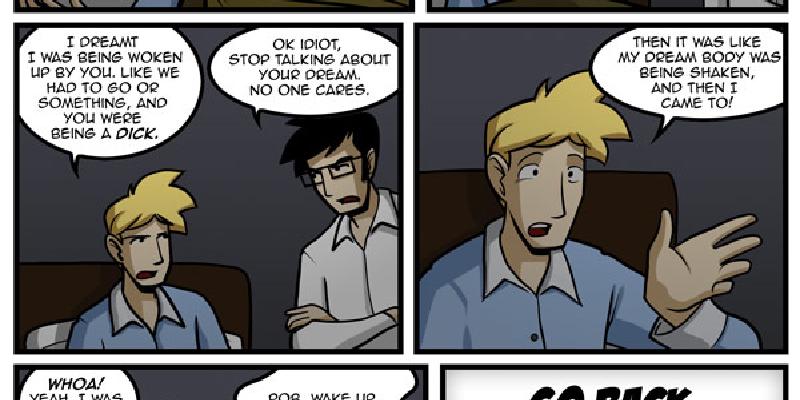 I DREAMT
I WAS BEING WOKEN
UP BY YOU. LIKE WE
HAD TO GO OR
SOMETHING, AND
YOU WERE
BEING A DICK.
OK IDIOT,
STOP TALKING ABOUT
YOUR DREAM.
NO ONE CARES.
THEN IT WAS LIKE
MY DREAM BODY WAS
BEING SHAKEN,
AND THEN I
CAME TO!
WHOA!
YEAH, I WAS
ROB, WAKE UP
GO BACK